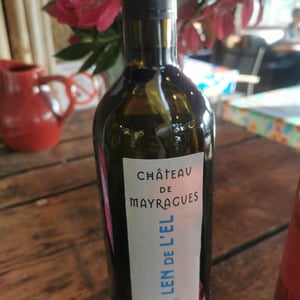 CHÂTEAU
DE
MAYRAGUES
LEN DE L'EL